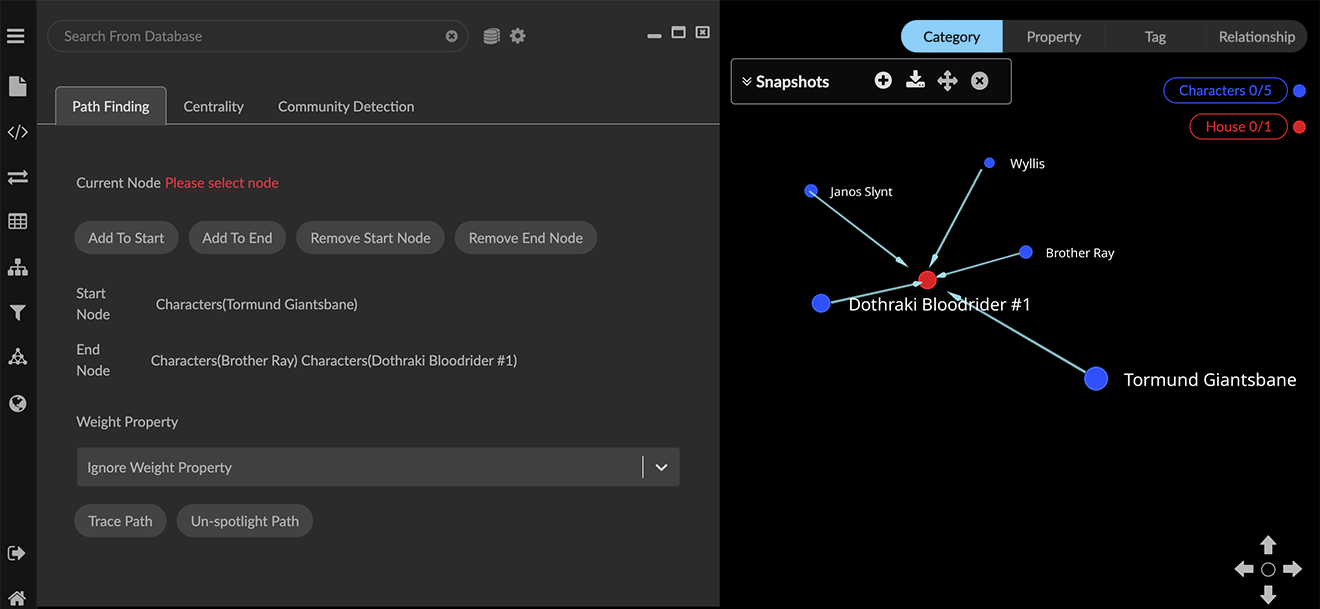 Search From Database
Path Finding
Centrality
Community Detection
Current Node Please select node
Add To Start
Add To End
Remove Start Node
Remove End Node
Start
Node
Characters(Tormund Giantsbane)
End
Node
Characters(Brother Ray) Characters(Dothraki Bloodrider #1)
Weight Property
Ignore Weight Property
Trace Path
Un-spotlight Path
Category
Property
Tag
Relationship
Snapshots
Characters 0/5
House 0/1
Wyllis
Janos Slynt
Brother Ray
Dothraki Bloodrider #1
Tormund Giantsbane